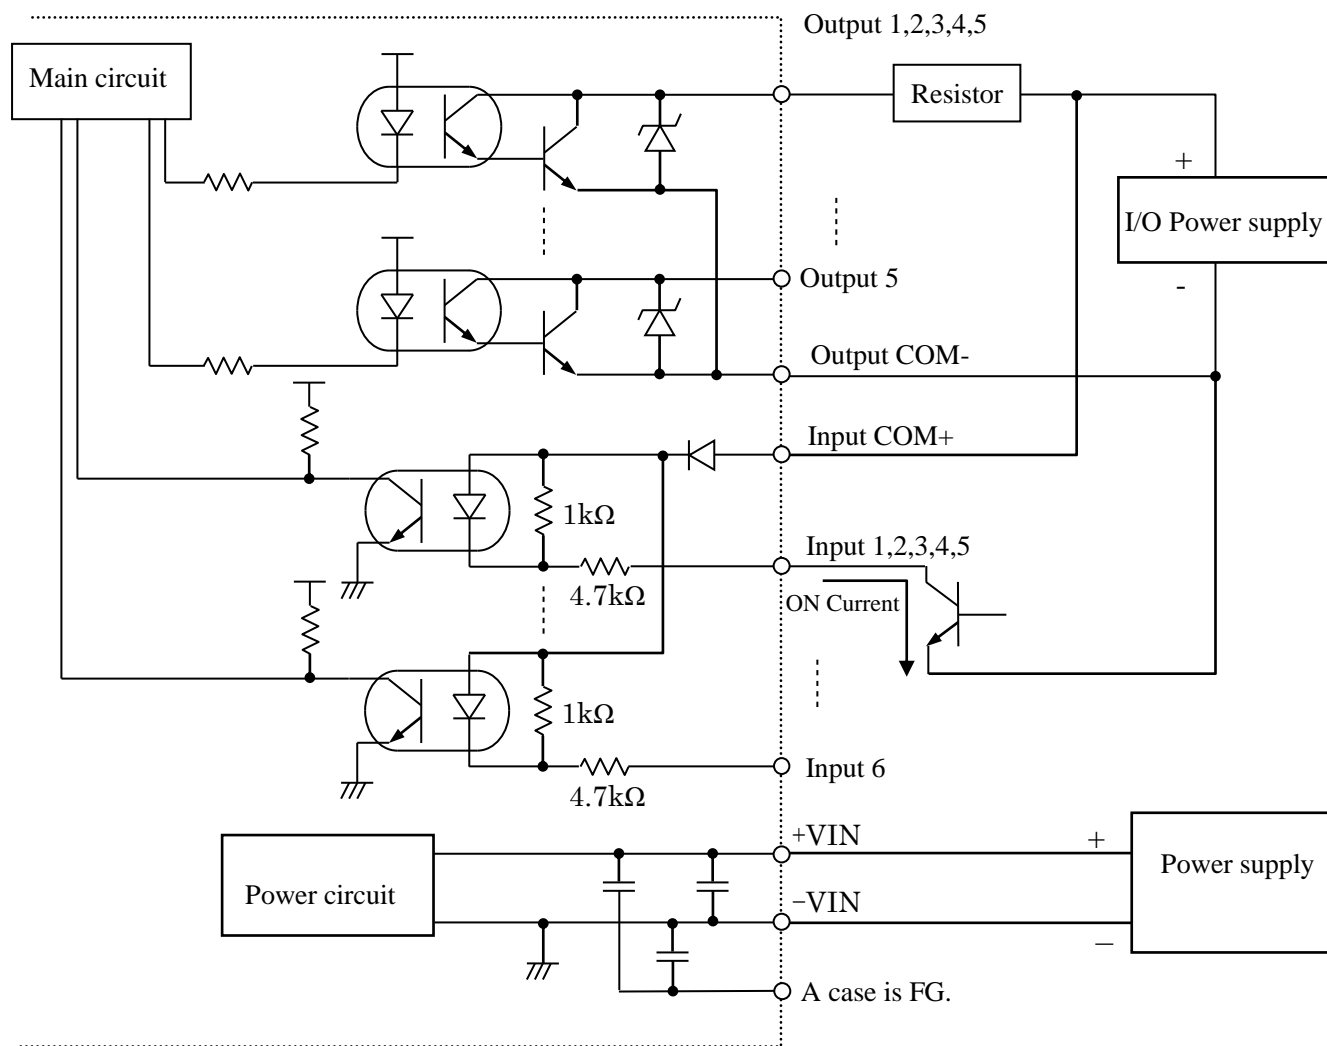 Output 1,2,3,4,5
Main circuit
Resistor
+
I/O Power supply
-
Output 5
Output COM-
Input COM+
1kΩ
Input 1,2,3,4,5
4.7kΩ
ON Current
1kΩ
Input 6
4.7kΩ
+VIN
+
Power supply
Power circuit
−VIN
−
A case is FG.